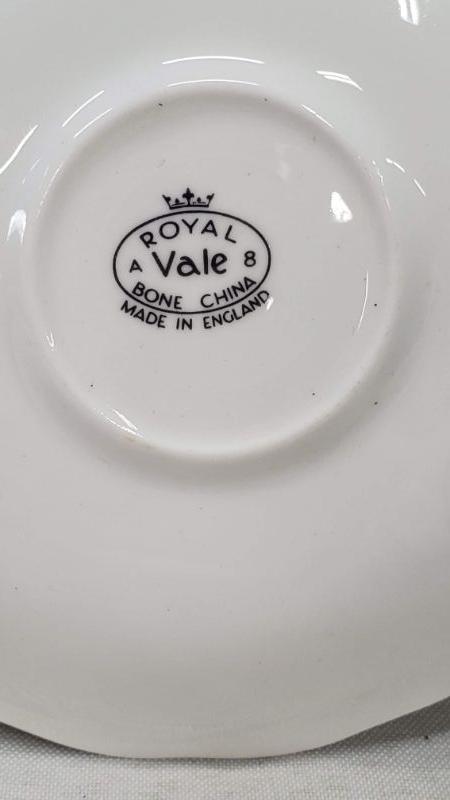 ROYAL
A Vale 8
BONE CHINA
MADE IN ENGLAND